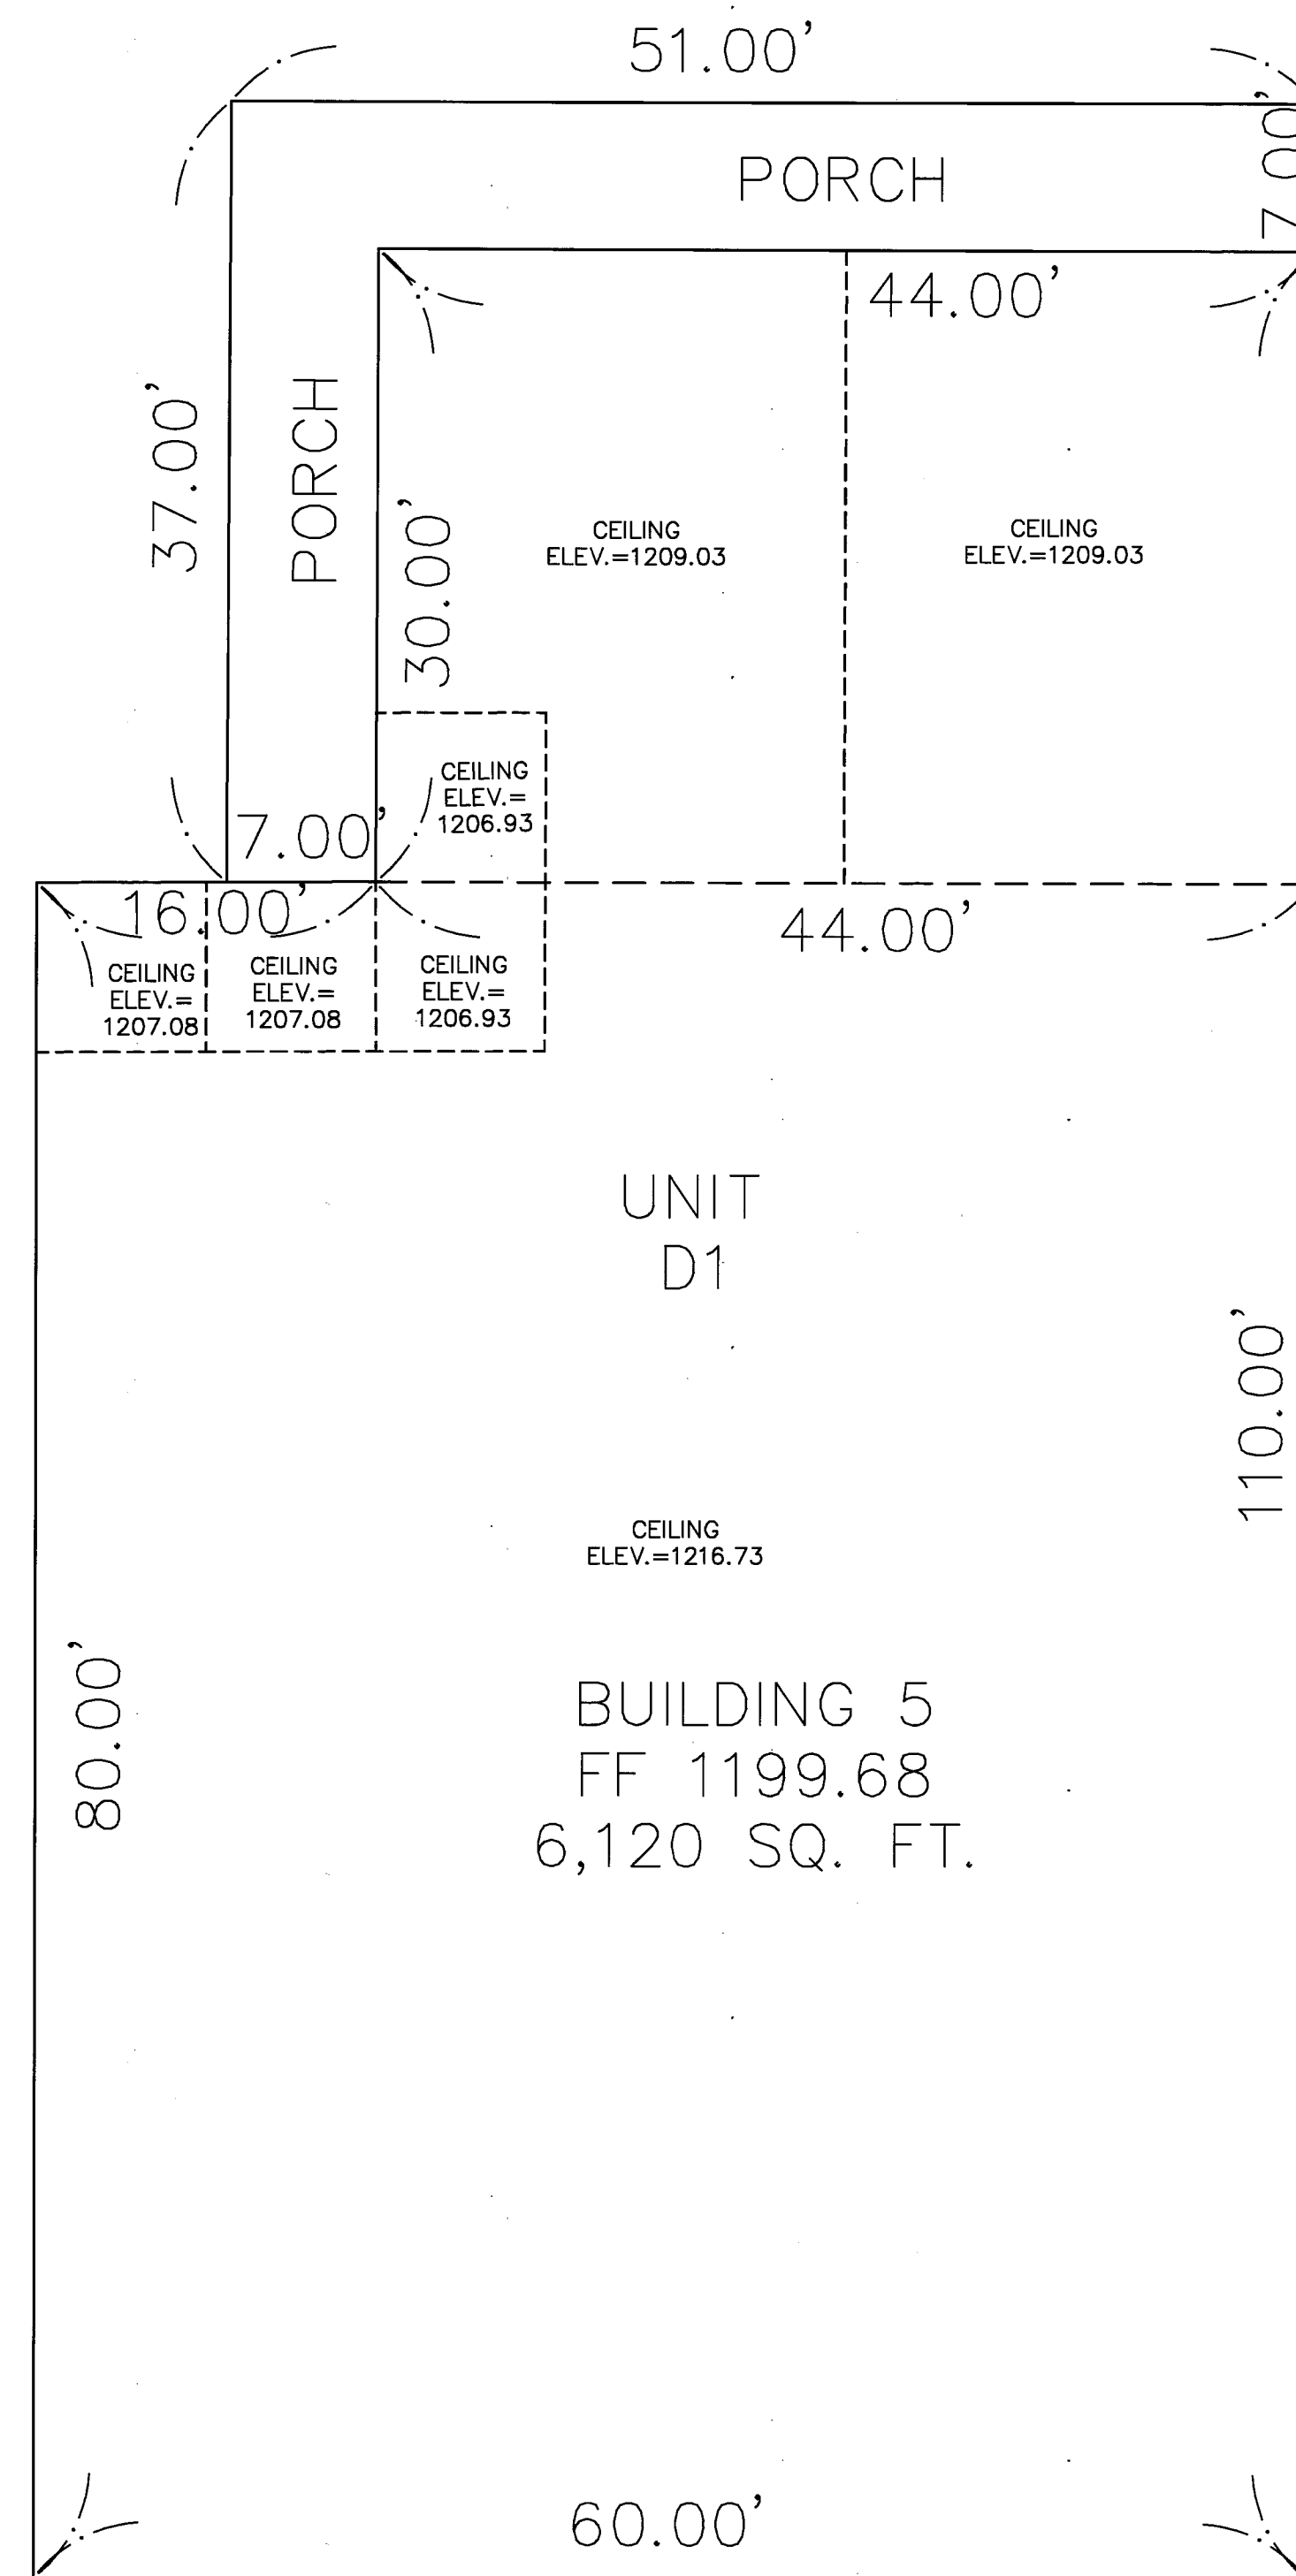 51.00'
7.00'
PORCH
44.00'
37.00'
PORCH
30.00'
CEILING
ELEV.=1209.03
CEILING
ELEV.=1209.03
CEILING
ELEV.=
1206.93
7.00'
16.00'
44.00'
CEILING
ELEV.=
1207.08
CEILING
ELEV.=
1207.08
CEILING
ELEV.=
1206.93
UNIT
D1
110.00'
CEILING
ELEV.=1216.73
80.00'
BUILDING 5
FF 1199.68
6,120 SQ. FT.
60.00'